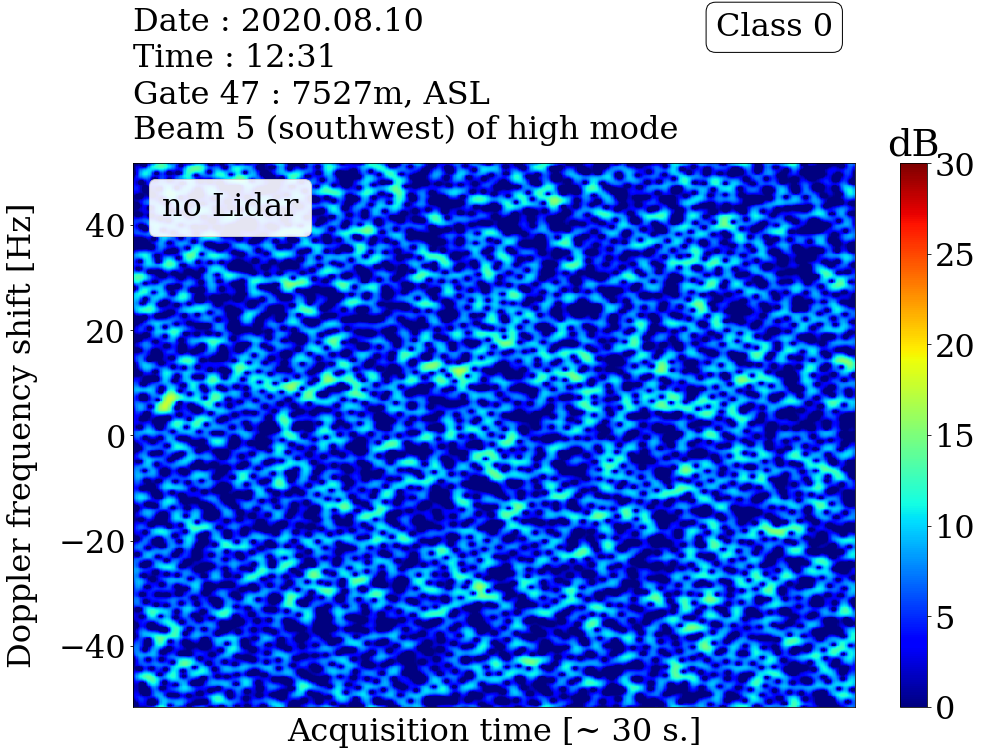 Date : 2020.08.10
Time : 12:31
Gate 47 : 7527m, ASL
Beam 5 (southwest) of high mode
Class 0
no Lidar
dB
30
25
20
15
10
5
0
Doppler frequency shift [Hz]
40
20
0
−20
−40
Acquisition time [~ 30 s.]